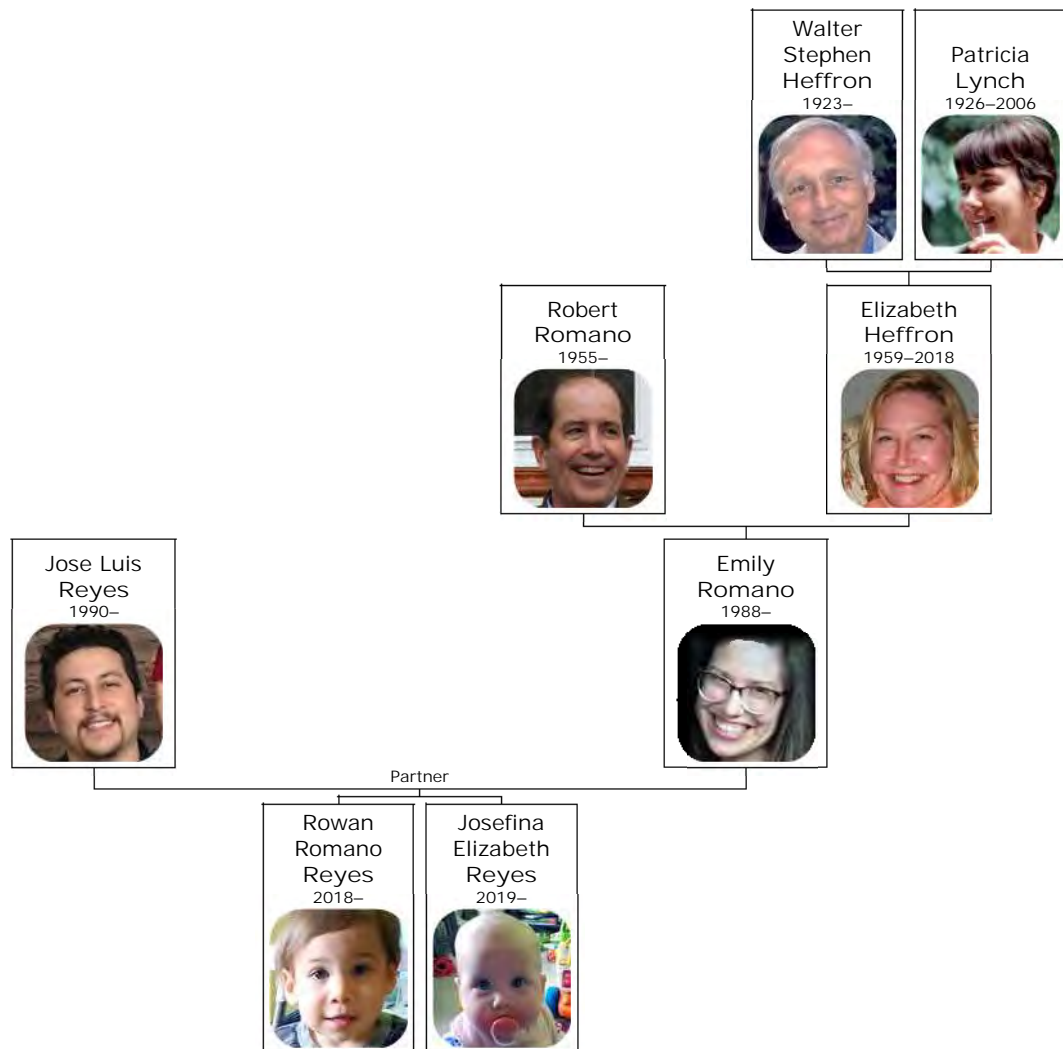 Walter
Stephen
Heffron
1923–
Patricia
Lynch
1926–2006
Robert
Romano
1955–
Elizabeth
Heffron
1959–2018
Jose Luis
Reyes
1990–
Emily
Romano
1988–
Partner
Rowan
Romano
Reyes
2018–
Josefina
Elizabeth
Reyes
2019–